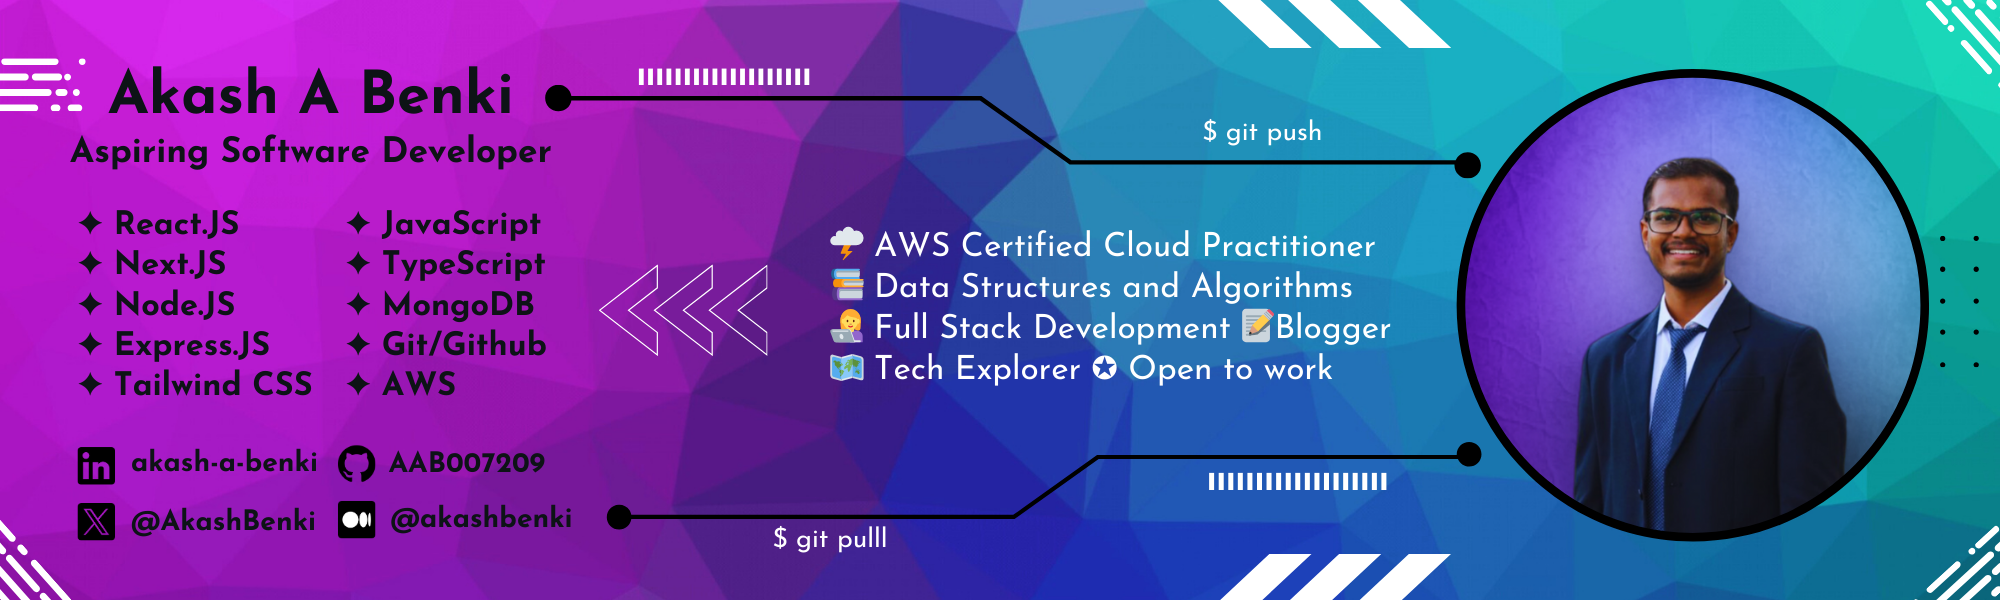 Akash A Benki
Aspiring Software Developer
✦ React.JS
✦ Next.JS
✦ Node.JS
✦ Express.JS
✦ Tailwind CSS
✦ JavaScript
✦ TypeScript
✦ MongoDB
✦ Git/Github
✦ AWS
in akash-a-benki
AAB007209
X @AkashBenki
@akashbenki
$ git push
🌩️ AWS Certified Cloud Practitioner
📚 Data Structures and Algorithms
👩‍💻 Full Stack Development 📝Blogger
🗺️ Tech Explorer ✪ Open to work
$ git pulll